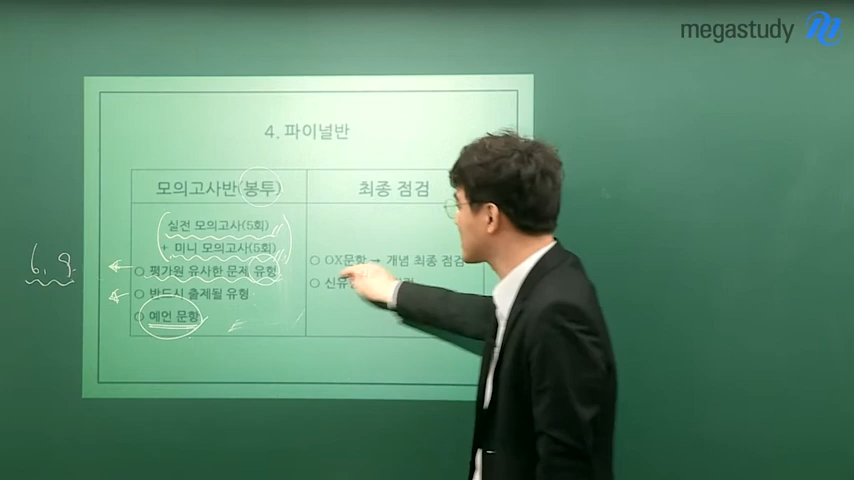 megastudy
4. 파이널반
모의고사반(봉투)
최종 점검
실전 모의고사(5회)
+ 미니 모의고사(5회)
○ 평가원 유사한 문제 유형
○ 반드시 출제될 유형
○ 예언 문항
○ OX문항 → 개념 최종 점검
○ 신유
6, 9.